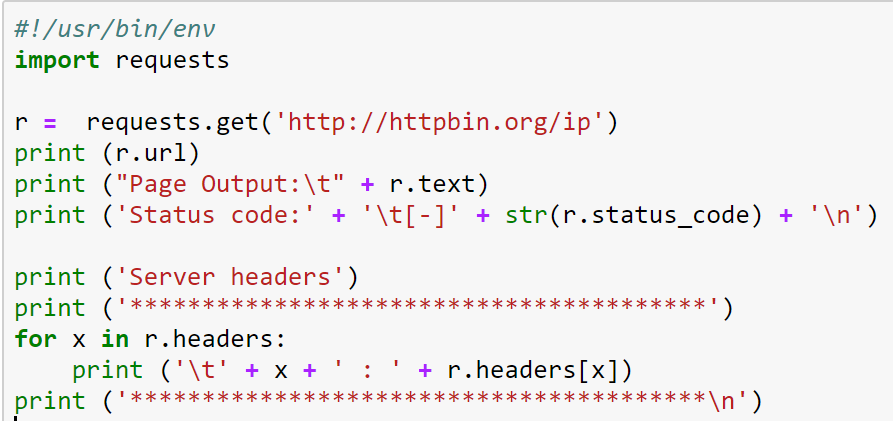 #!/usr/bin/env
import requests
r =  requests.get('http://httpbin.org/ip')
print (r.url)
print ("Page Output:\t" + r.text)
print ('Status code:' + '\t[-]' + str(r.status_code) + '\n')
print ('Server headers')
print ('****************************************')
for x in r.headers:
    print ('\t' + x + ' : ' + r.headers[x])
print ('****************************************\n')